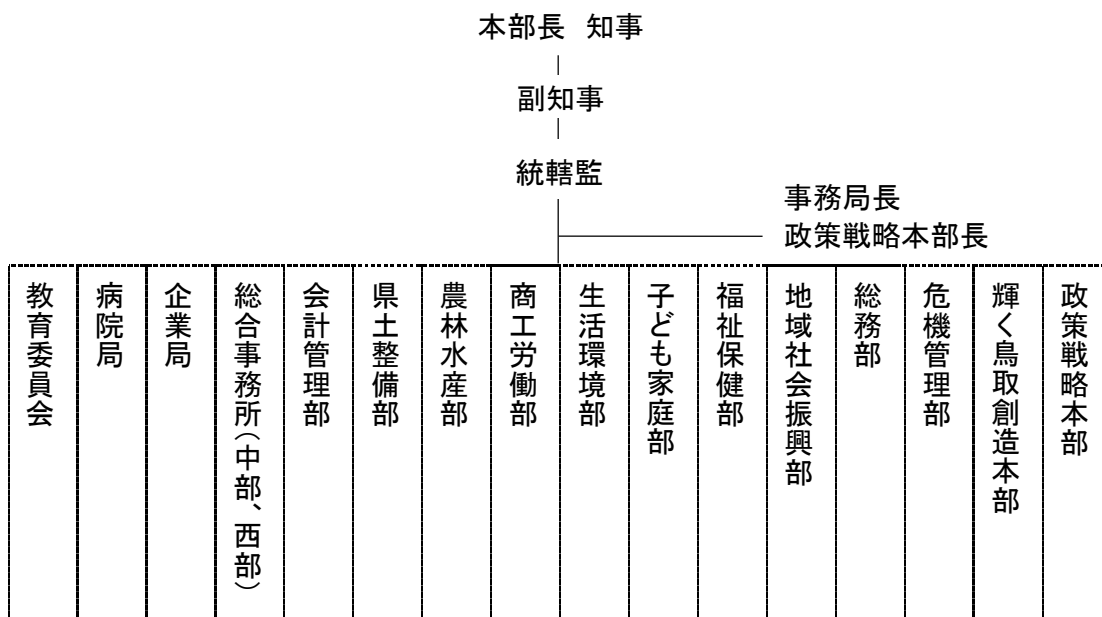 本部長 知事
副知事
統轄監
事務局長
政策戦略本部長
政策戦略本部
輝く鳥取創造本部
危機管理部
総務部
地域社会振興部
福祉保健部
子ども家庭部
生活環境部
商工労働部
農林水産部
県土整備部
会計管理部
総合事務所（中部、西部）
企業局
病院局
教育委員会